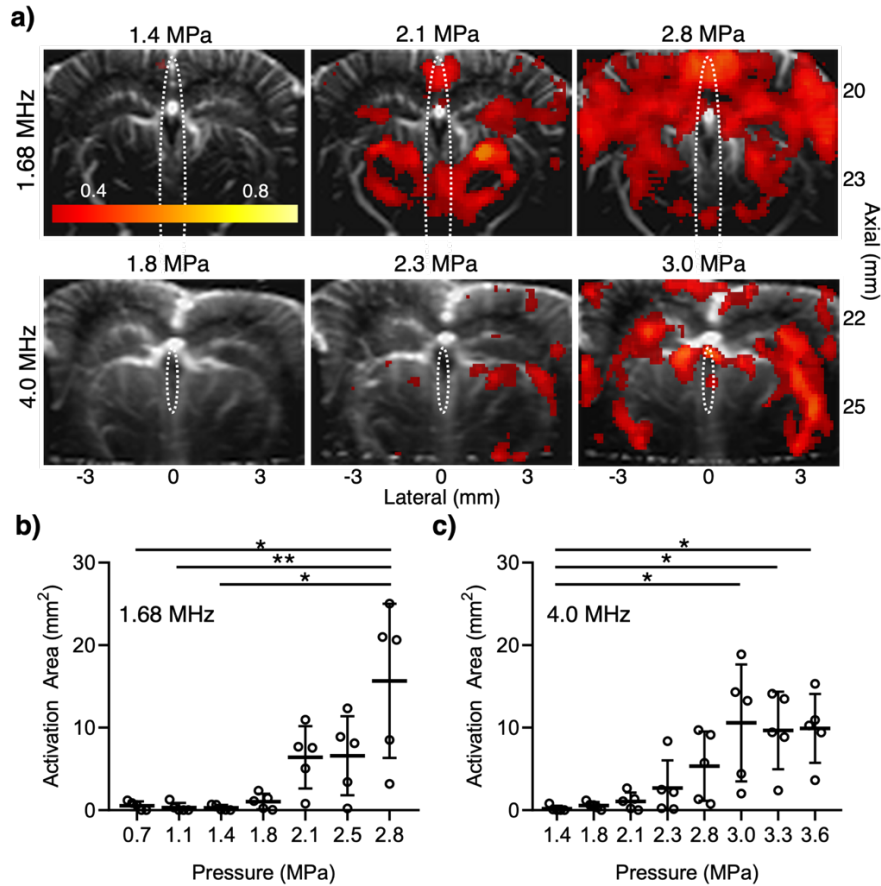 a)
1.4 MPa 2.1 MPa 2.8 MPa
1.68 MHz
0.4 0.8
20
23
1.8 MPa 2.3 MPa 3.0 MPa
4.0 MHz
22
25
Axial (mm)
-3 0 3 -3 0 3 -3 0 3
Lateral (mm)
b)
*
**
*
1.68 MHz
30
20
10
0
Activation Area (mm²)
0.7 1.1 1.4 1.8 2.1 2.5 2.8
Pressure (MPa)
c)
*
*
*
4.0 MHz
30
20
10
0
Activation Area (mm²)
1.4 1.8 2.1 2.3 2.8 3.0 3.3 3.6
Pressure (MPa)